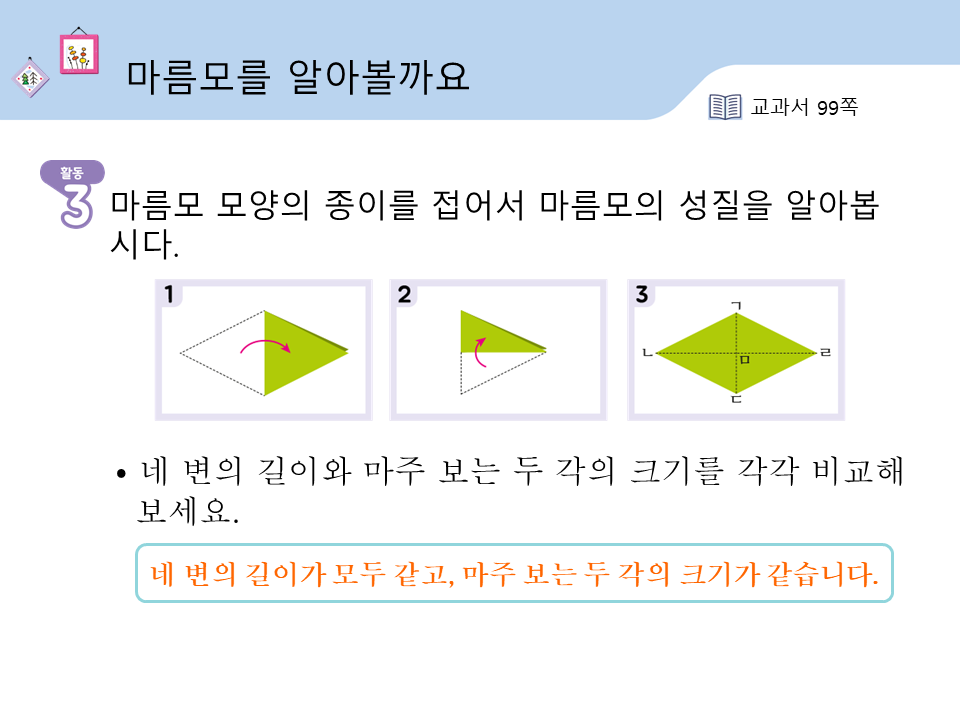 마름모를 알아볼까요
교과서 99쪽
활동
3
마름모 모양의 종이를 접어서 마름모의 성질을 알아봅
시다.
1
2
3
ㄱ
ㄴ
ㅁ
ㄹ
ㄷ
• 네 변의 길이와 마주 보는 두 각의 크기를 각각 비교해
보세요.
네 변의 길이가 모두 같고, 마주 보는 두 각의 크기가 같습니다.